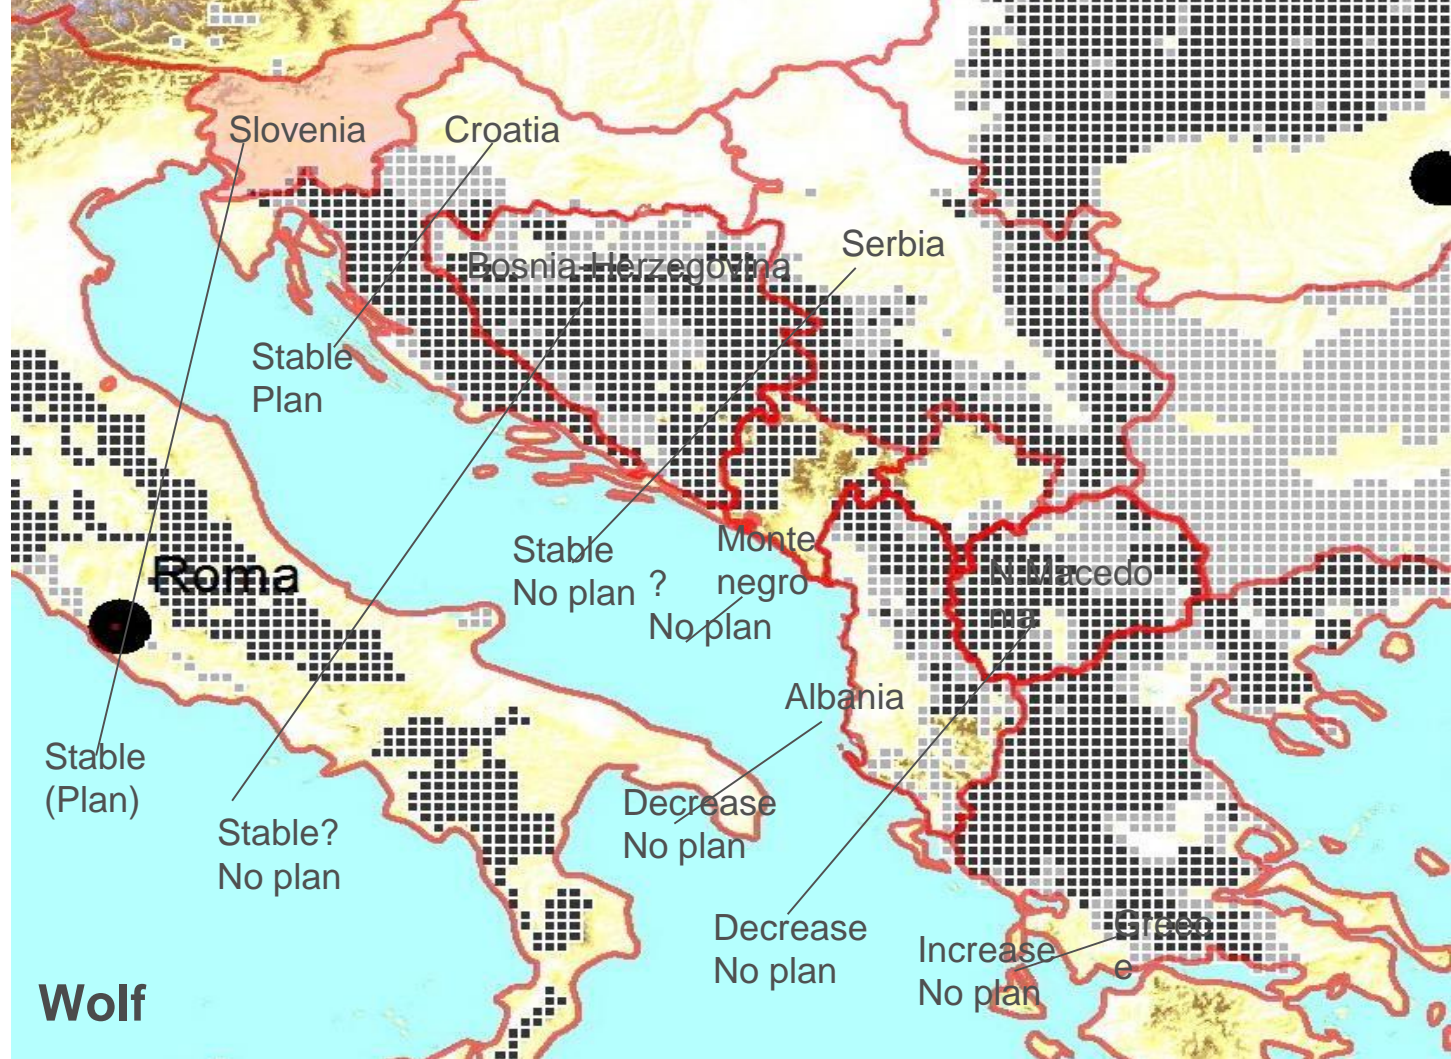 Slovenia
Croatia
Serbia
Bosnia-Herzegovina
Stable
Plan
Stable
No plan
Monte
negro
?
No plan
N Macedo
nia
Roma
Albania
Stable
(Plan)
Decrease
No plan
Stable?
No plan
Decrease
No plan
Greec
e
Increase
No plan
Wolf